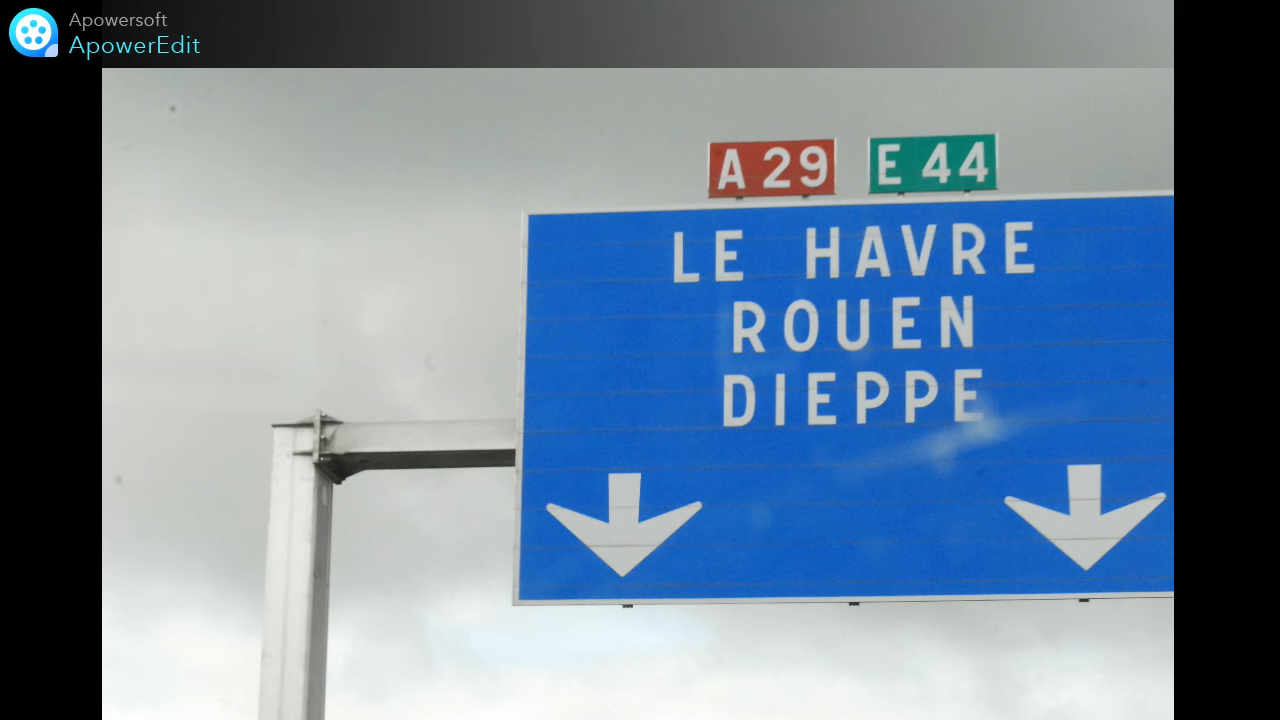 Apowersoft
ApowerEdit
A 29 E 44
LE HAVRE
ROUEN
DIEPPE